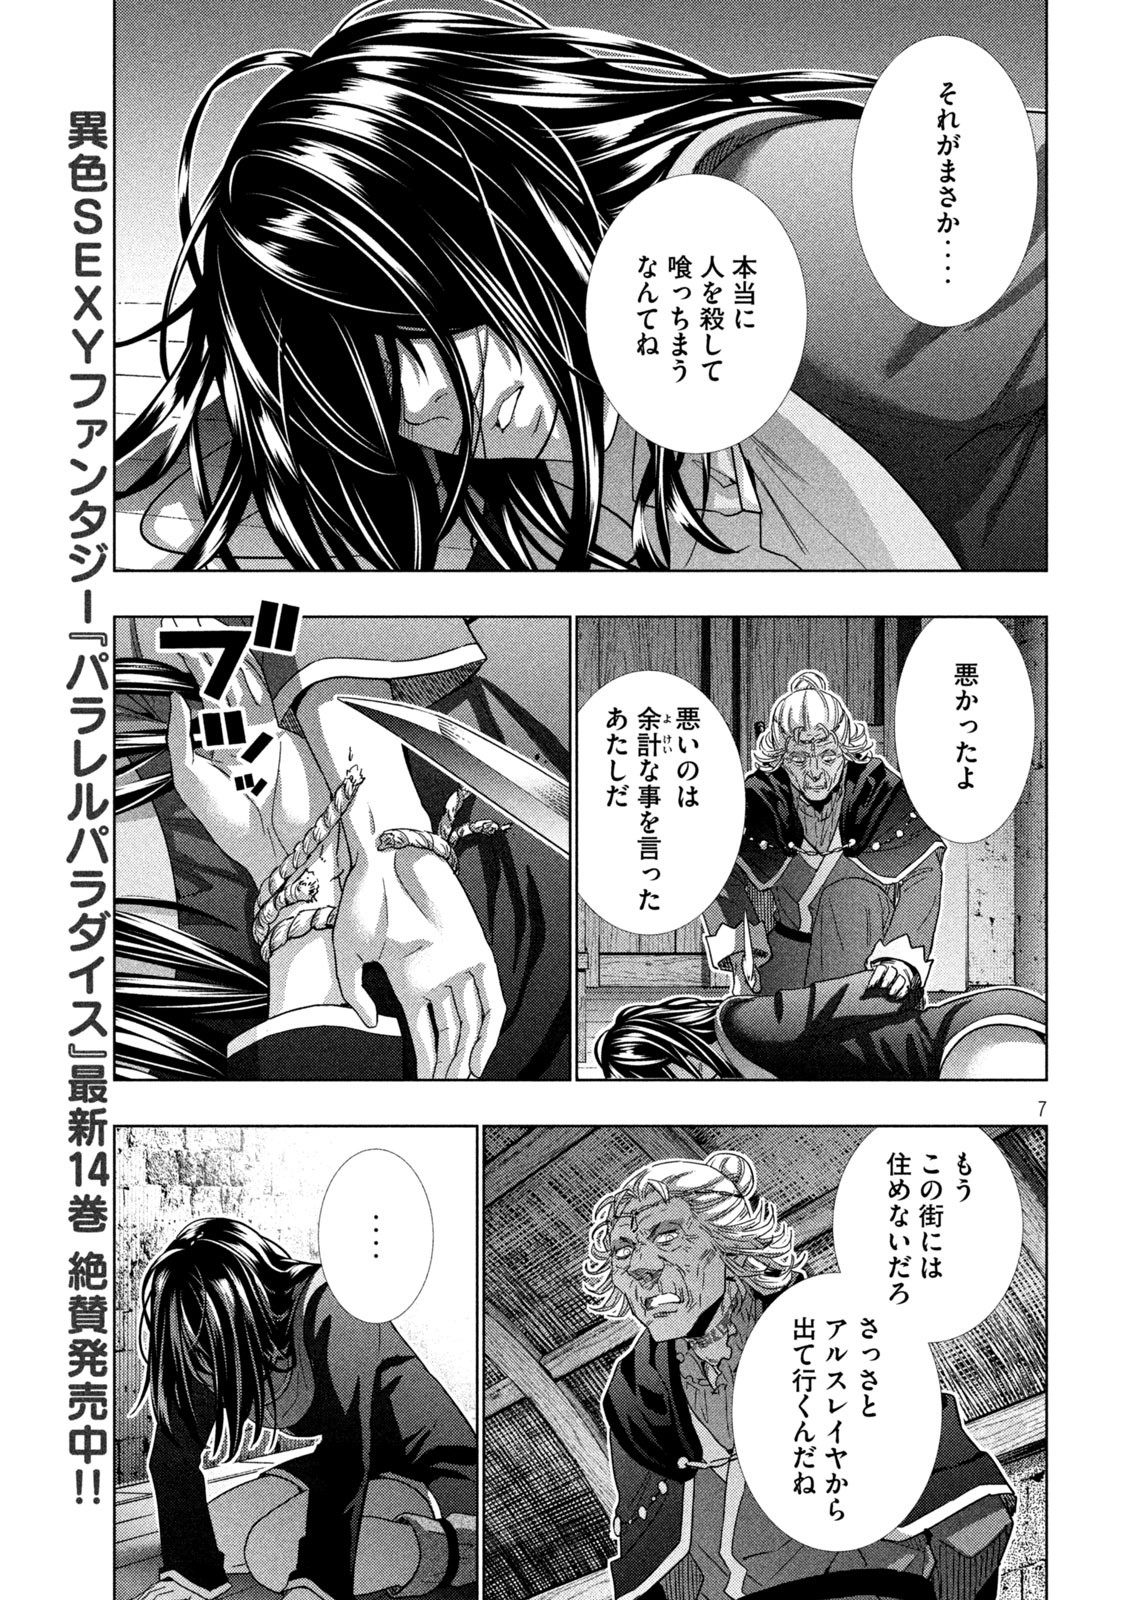 それがまさか‥‥
本当に
人を殺して
喰っちまう
なんてね
悪かったよ
悪いのは
余計な事を言った
よけい
あたしだ
ブブッ
もう
この街には
住めないだろ
さっさと
アルスレイヤから
出て行くんだね
‥‥
7
異色SEXYファンタジー『パラレルパラダイス』最新14巻 絶賛発売中!!